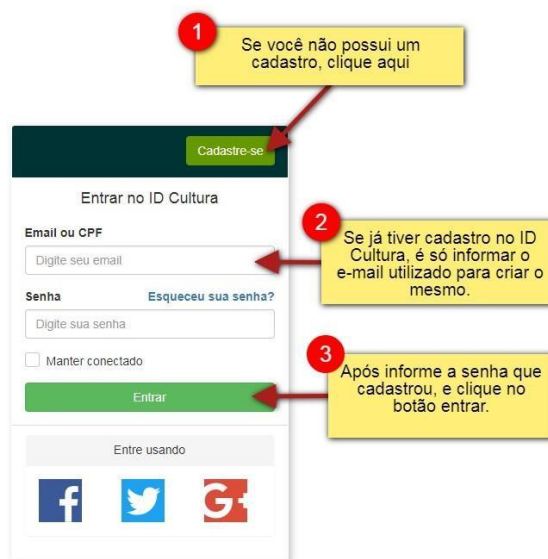 1
Se você não possui um
cadastro, clique aqui
Cadastre-se
Entrar no ID Cultura
Email ou CPF
Digite seu email
2
Se já tiver cadastro no ID
Cultura, é só informar o
e-mail utilizado para criar o
mesmo.
Senha Esqueceu sua senha?
Digite sua senha
Manter conectado
3
Após informe a senha que
cadastrou, e clique no
botão entrar.
Entrar
Entre usando
f
G+